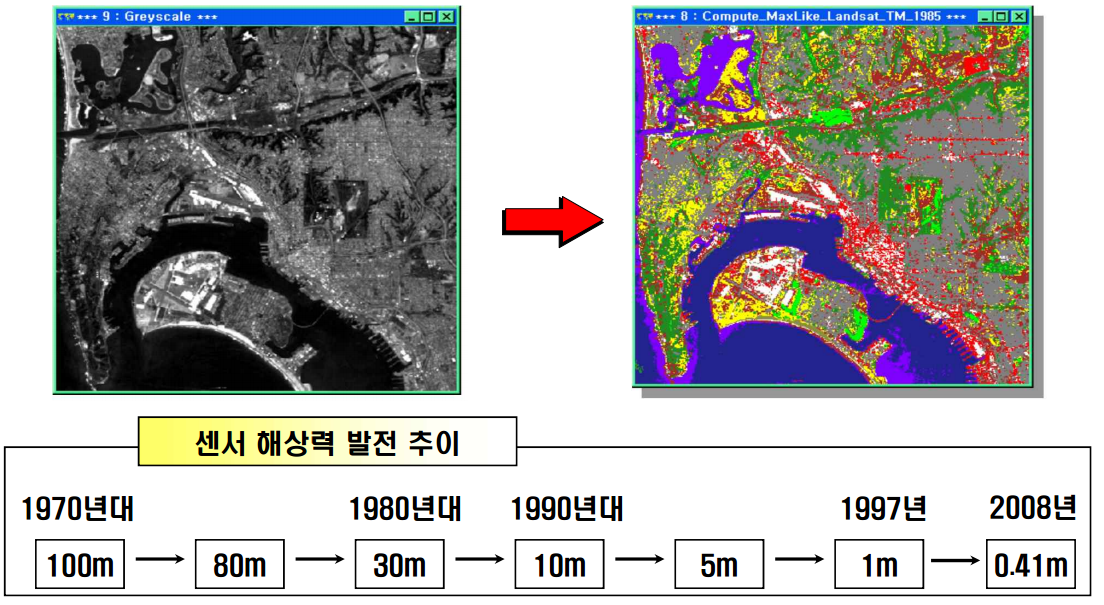 *** 9 : Greyscale ***
*** 8 : Compute_MaxLike_Landsat_TM_1985 ***
센서 해상력 발전 추이
1970년대 1980년대 1990년대 1997년 2008년
100m 80m 30m 10m 5m 1m 0.41m